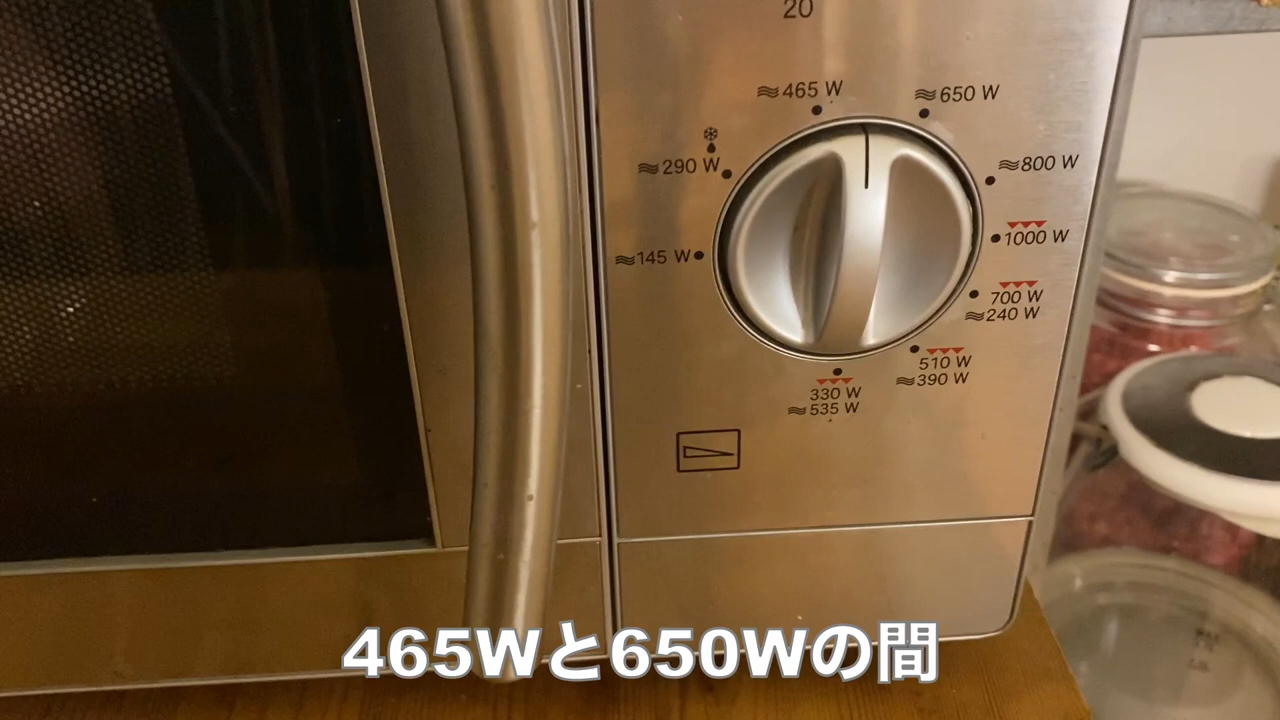 20
465 W
650 W
290 W
800 W
1000 W
145 W
700 W
240 W
510 W
390 W
330 W
535 W
465Wと650Wの間